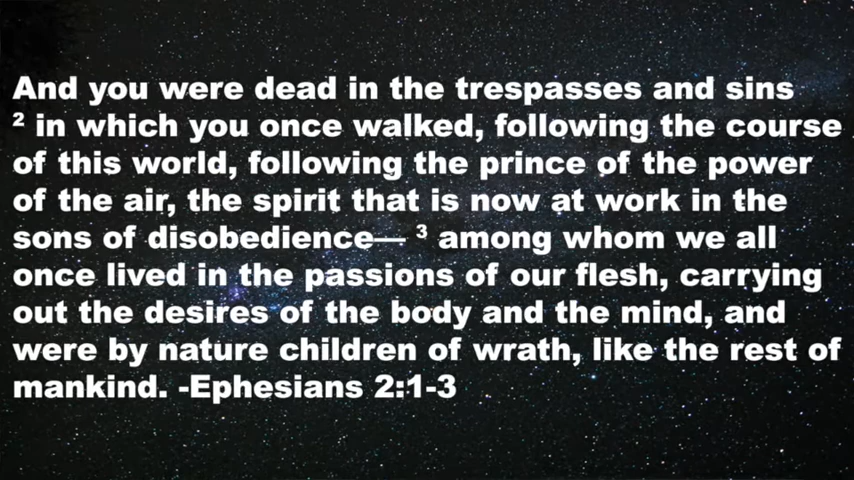 And you were dead in the trespasses and sins
² in which you once walked, following the course
of this world, following the prince of the power
of the air, the spirit that is now at work in the
sons of disobedience— ³ among whom we all
once lived in the passions of our flesh, carrying
out the desires of the body and the mind, and
were by nature children of wrath, like the rest of
mankind. -Ephesians 2:1-3